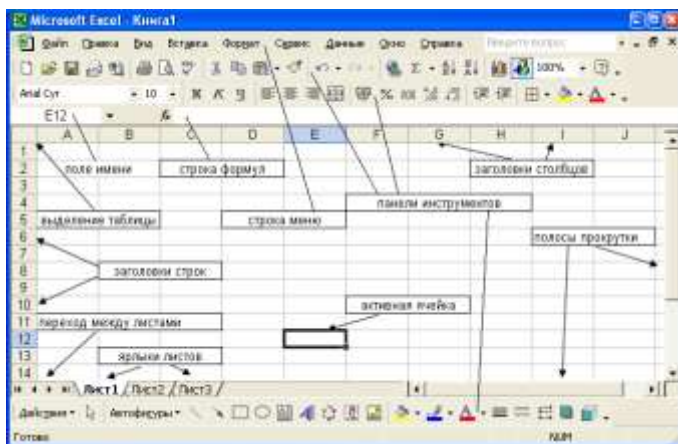 Microsoft Excel - Книга1
Файл Правка Вид Вставка Формат Сервис Данные Окно Справка Введите вопрос
100%
Arial Cyr 10 Ж К Ч %
E12 fx
A B C D E F G H I J
1
2 поле имени строка формул заголовки столбцов
3
4 панели инструментов
5 выделение таблицы строка меню
6 полосы прокрутки
7
8 заголовки строк
9
10 активная ячейка
11 переход между листами
12
13 ярлыки листов
14
Лист1 Лист2 Лист3
Действия Автофигуры
Готово NUM